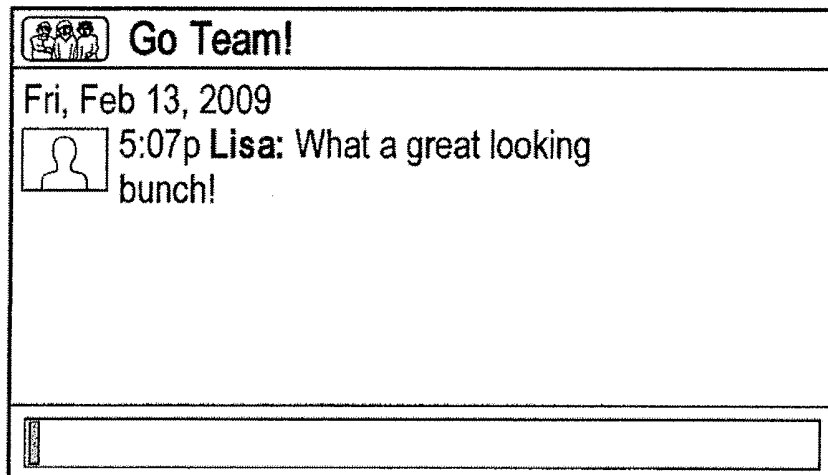 Go Team!
Fri, Feb 13, 2009
5:07p Lisa: What a great looking
bunch!